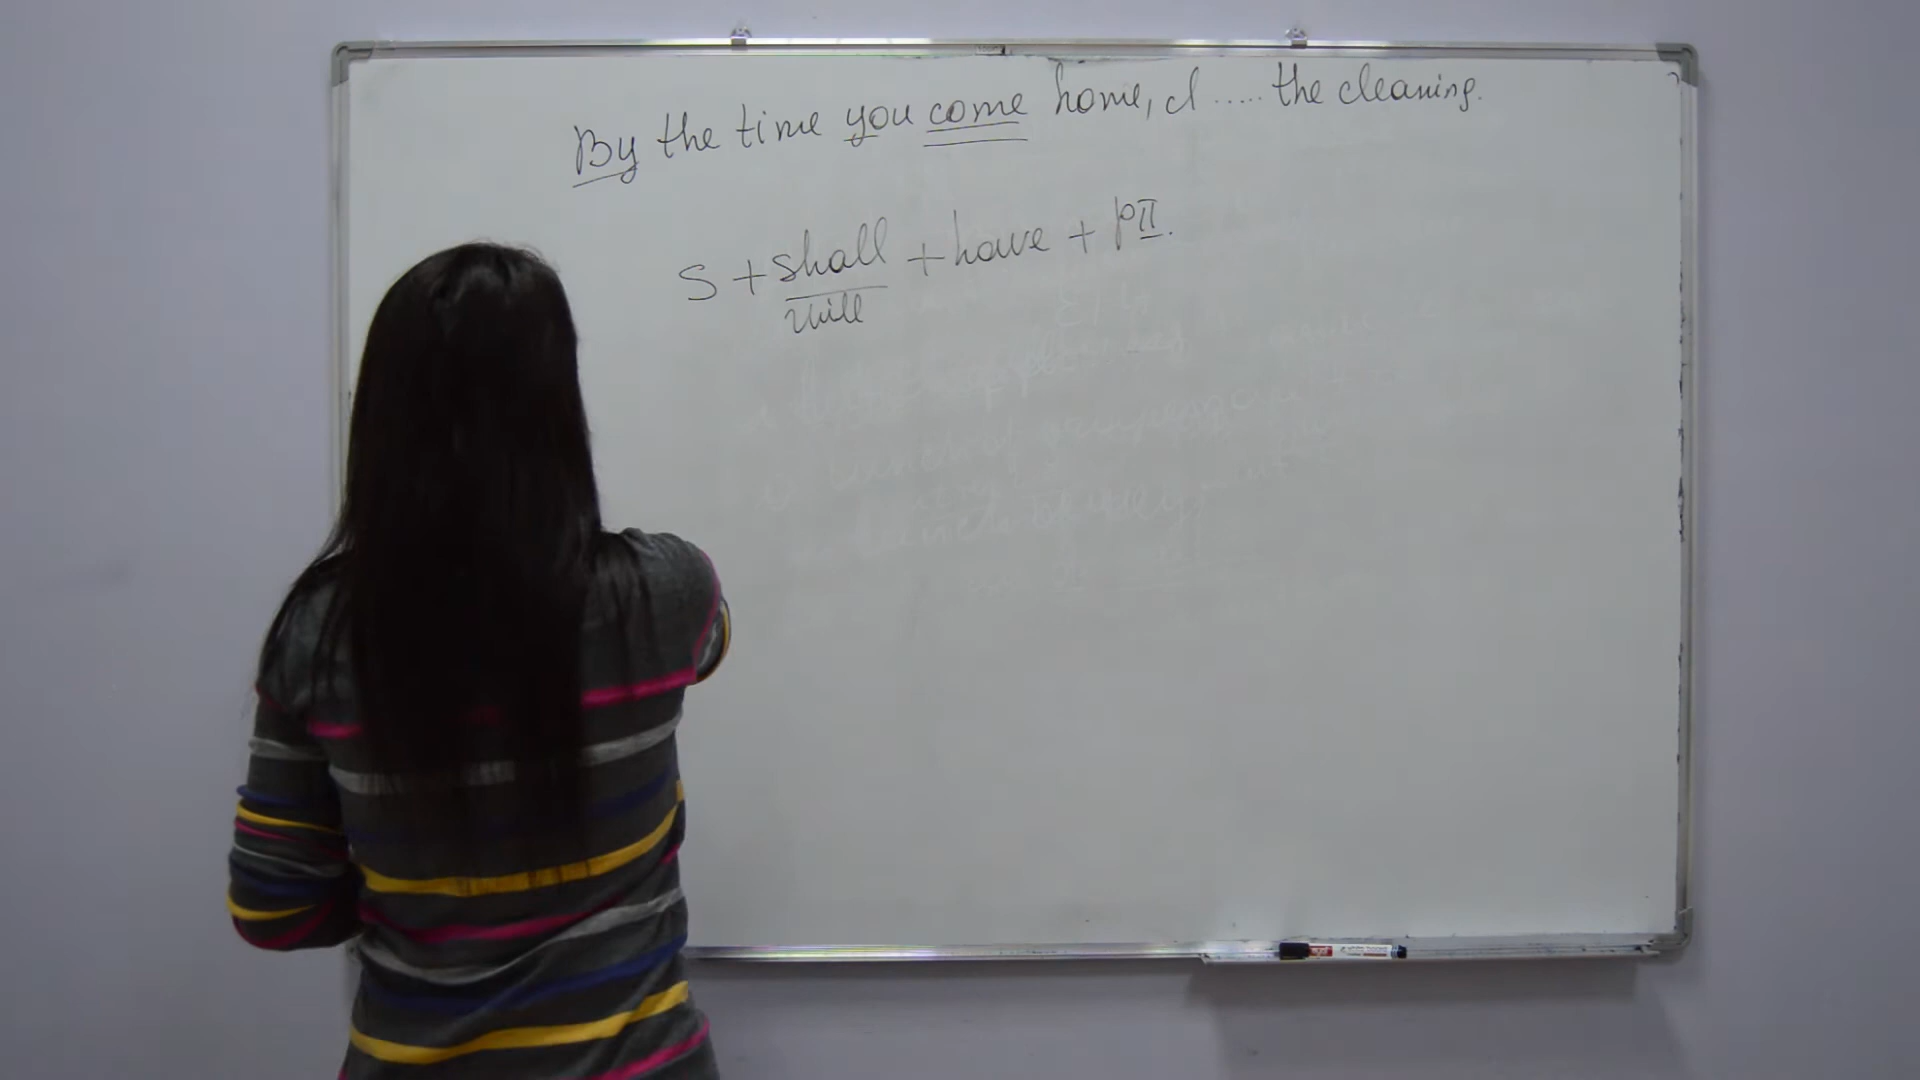 By the time you come home, I ..... the cleaning.
S + shall + have + PII.
will